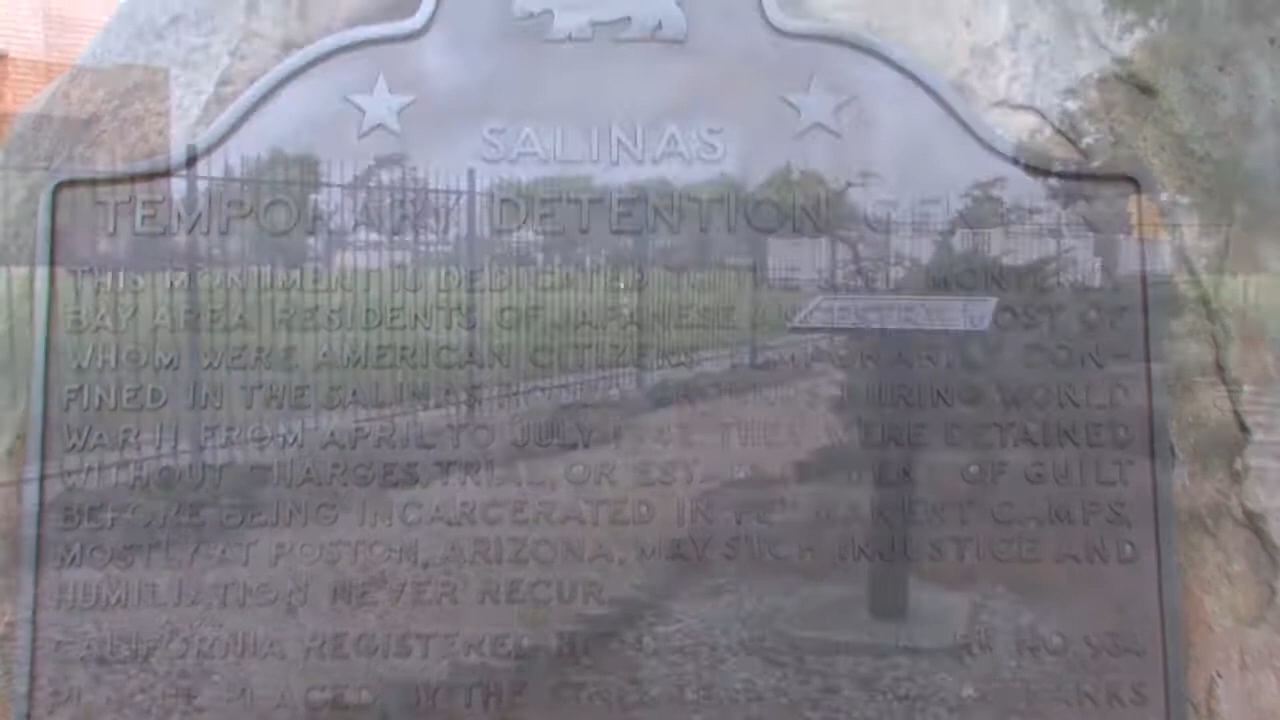 SALINAS
TEMPORARY DETENTION CENTER
THIS MONUMENT IS DEDICATED TO THE 3,586 MONTEREY
BAY AREA RESIDENTS OF JAPANESE ANCESTRY, MOST OF
WHOM WERE AMERICAN CITIZENS, TEMPORARILY CON-
FINED IN THE SALINAS RODEO GROUNDS DURING WORLD
WAR II FROM APRIL TO JULY 1942. THEY WERE DETAINED
WITHOUT CHARGES, TRIAL, OR ESTABLISHMENT OF GUILT
BEFORE BEING INCARCERATED IN PERMANENT CAMPS,
MOSTLY AT POSTON, ARIZONA. MAY SUCH INJUSTICE AND
HUMILIATION NEVER RECUR.
CALIFORNIA REGISTERED HISTORICAL LANDMARK NO. 934
PLAQUE PLACED BY THE STATE DEPARTMENT PARKS